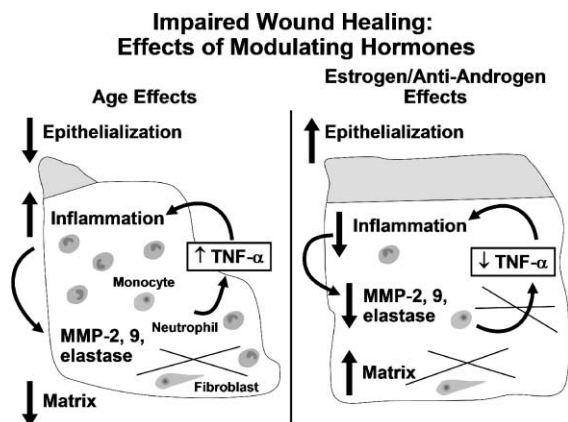 Impaired Wound Healing:
Effects of Modulating Hormones
Age Effects
Epithelialization
Inflammation
↑ TNF-α
Monocyte
MMP-2, 9,
elastase
Neutrophil
Fibroblast
Matrix
Estrogen/Anti-Androgen
Effects
Epithelialization
Inflammation
↓ TNF-α
MMP-2, 9,
elastase
Matrix